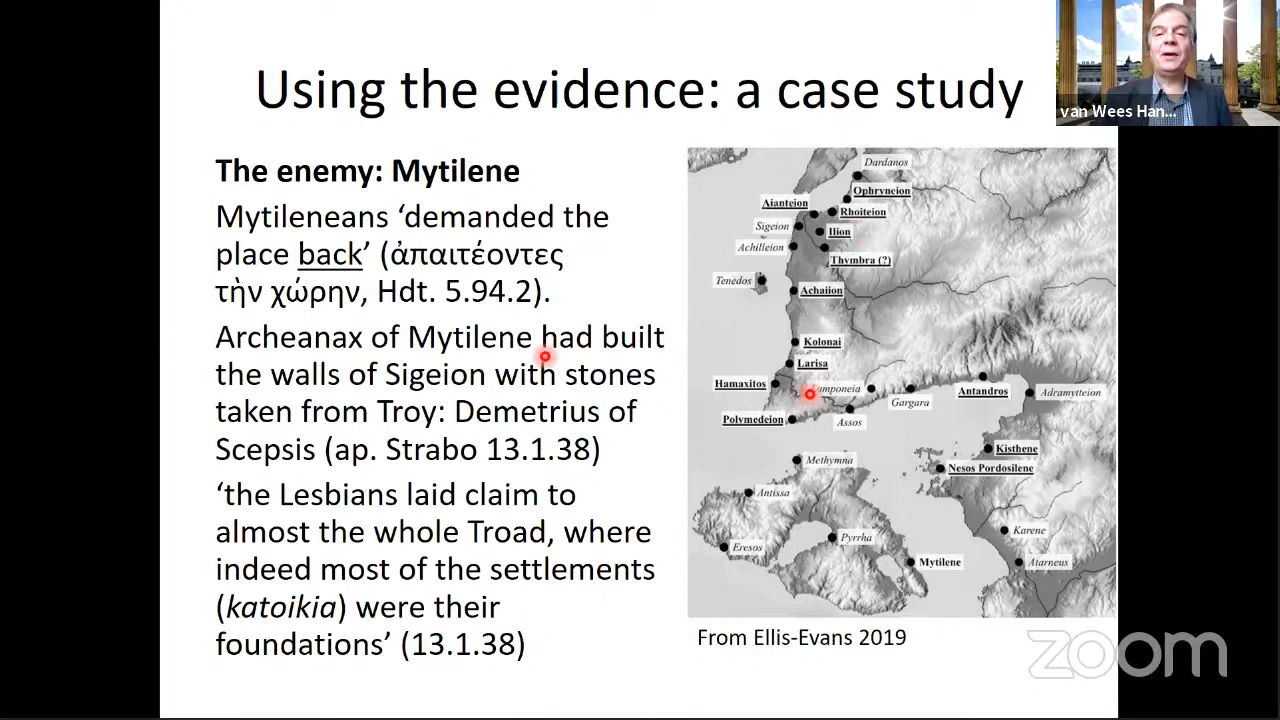 Using the evidence: a case study
van Wees Han...
The enemy: Mytilene
Mytileneans ‘demanded the
place back’ (ἀπαιτέοντες
τὴν χώρην, Hdt. 5.94.2).
Archeanax of Mytilene had built
the walls of Sigeion with stones
taken from Troy: Demetrius of
Scepsis (ap. Strabo 13.1.38)
‘the Lesbians laid claim to
almost the whole Troad, where
indeed most of the settlements
(katoikia) were their
foundations’ (13.1.38)
Dardanos
Ophryneion
Aianteion
Rhoiteion
Sigeion
Ilion
Achilleion
Thymbra (?)
Tenedos
Achaiion
Kolonai
Larisa
Hamaxitos
Gargara
Antandros
Adramytteion
Polymedeion
Assos
Kisthene
Methymna
Nesos Pordosilene
Antissa
Karene
Pyrrha
Eresos
Mytilene
Atarneus
From Ellis-Evans 2019
zoom